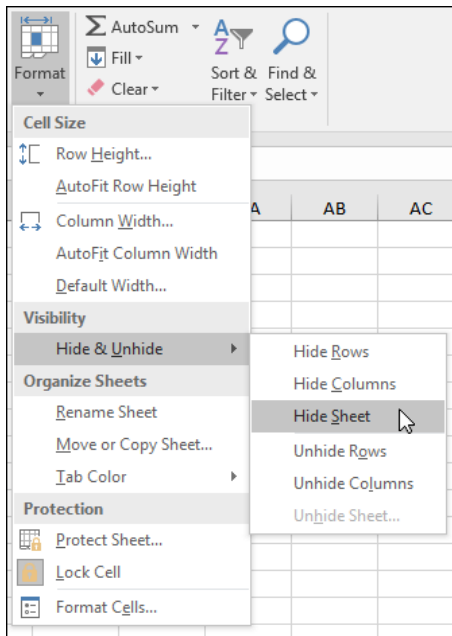 AutoSum
Fill
Format
Clear
Sort &
Filter
Find &
Select
Cell Size
Row Height...
AutoFit Row Height
Column Width...
AutoFit Column Width
Default Width...
Visibility
Hide & Unhide
Organize Sheets
Rename Sheet
Move or Copy Sheet...
Tab Color
Protection
Protect Sheet...
Lock Cell
Format Cells...
A
AB
AC
Hide Rows
Hide Columns
Hide Sheet
Unhide Rows
Unhide Columns
Unhide Sheet...